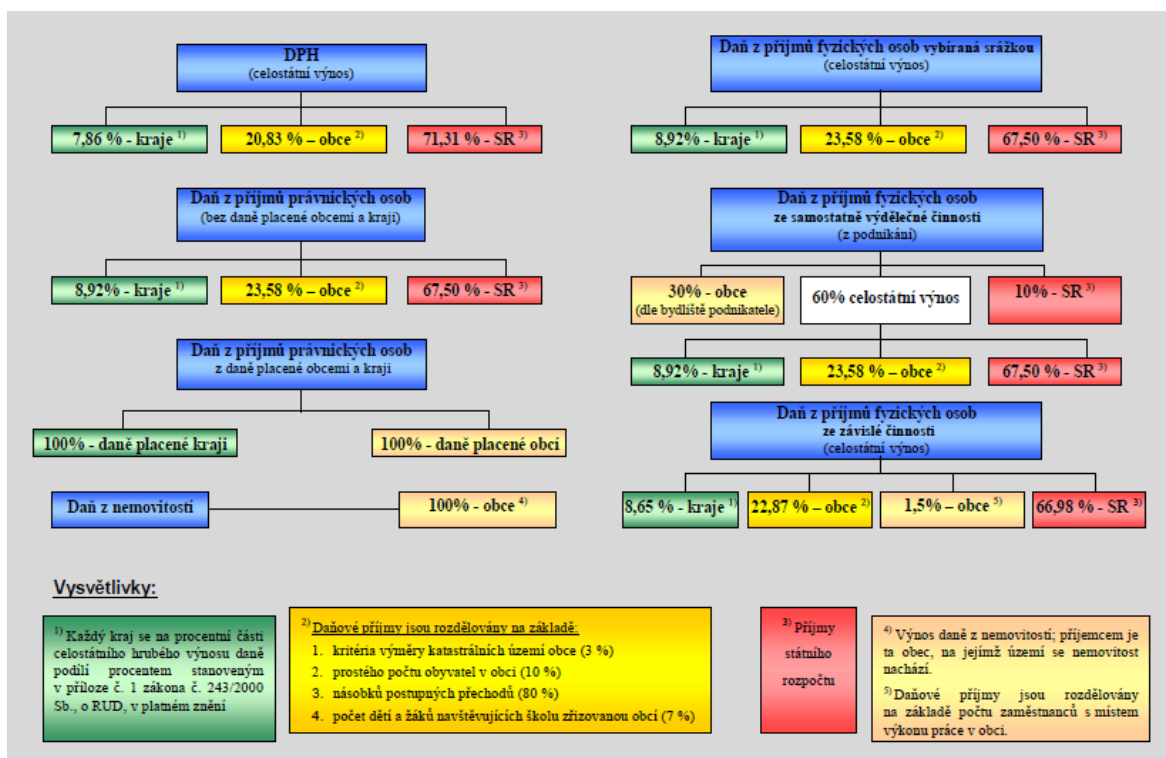 DPH
(celostátní výnos)
7,86 % - kraje 1)
20,83 % – obce 2)
71,31 % - SR 3)
Daň z příjmů právnických osob
(bez daně placené obcemi a kraji)
8,92% - kraje 1)
23,58 % – obce 2)
67,50 % - SR 3)
Daň z příjmů právnických osob
z daně placené obcemi a kraji
100% - daně placené kraji
100% - daně placené obcí
Daň z nemovitostí
100% - obce 4)
Daň z příjmů fyzických osob vybíraná srážkou
(celostátní výnos)
8,92% - kraje 1)
23,58 % – obce 2)
67,50 % - SR 3)
Daň z příjmů fyzických osob
ze samostatně výdělečné činnosti
(z podnikání)
30% - obce
(dle bydliště podnikatele)
60% celostátní výnos
10% - SR 3)
8,92% - kraje 1)
23,58 % – obce 2)
67,50 % - SR 3)
Daň z příjmů fyzických osob
ze závislé činnosti
(celostátní výnos)
8,65 % - kraje 1)
22,87 % – obce 2)
1,5% – obce 5)
66,98 % - SR 3)
Vysvětlivky:
1) Každý kraj se na procentní části
celostátního hrubého výnosu daně
podílí procentem stanoveným
v příloze č. 1 zákona č. 243/2000
Sb., o RUD, v platném znění
2) Daňové příjmy jsou rozdělovány na základě:
1. kritéria výměry katastrálních území obce (3 %)
2. prostého počtu obyvatel v obci (10 %)
3. násobků postupných přechodů (80 %)
4. počet dětí a žáků navštěvujících školu zřizovanou obcí (7 %)
3) Příjmy
státního
rozpočtu
4) Výnos daně z nemovitostí; příjemcem je
ta obec, na jejímž území se nemovitost
nachází.
5) Daňové příjmy jsou rozdělovány
na základě počtu zaměstnanců s místem
výkonu práce v obci.